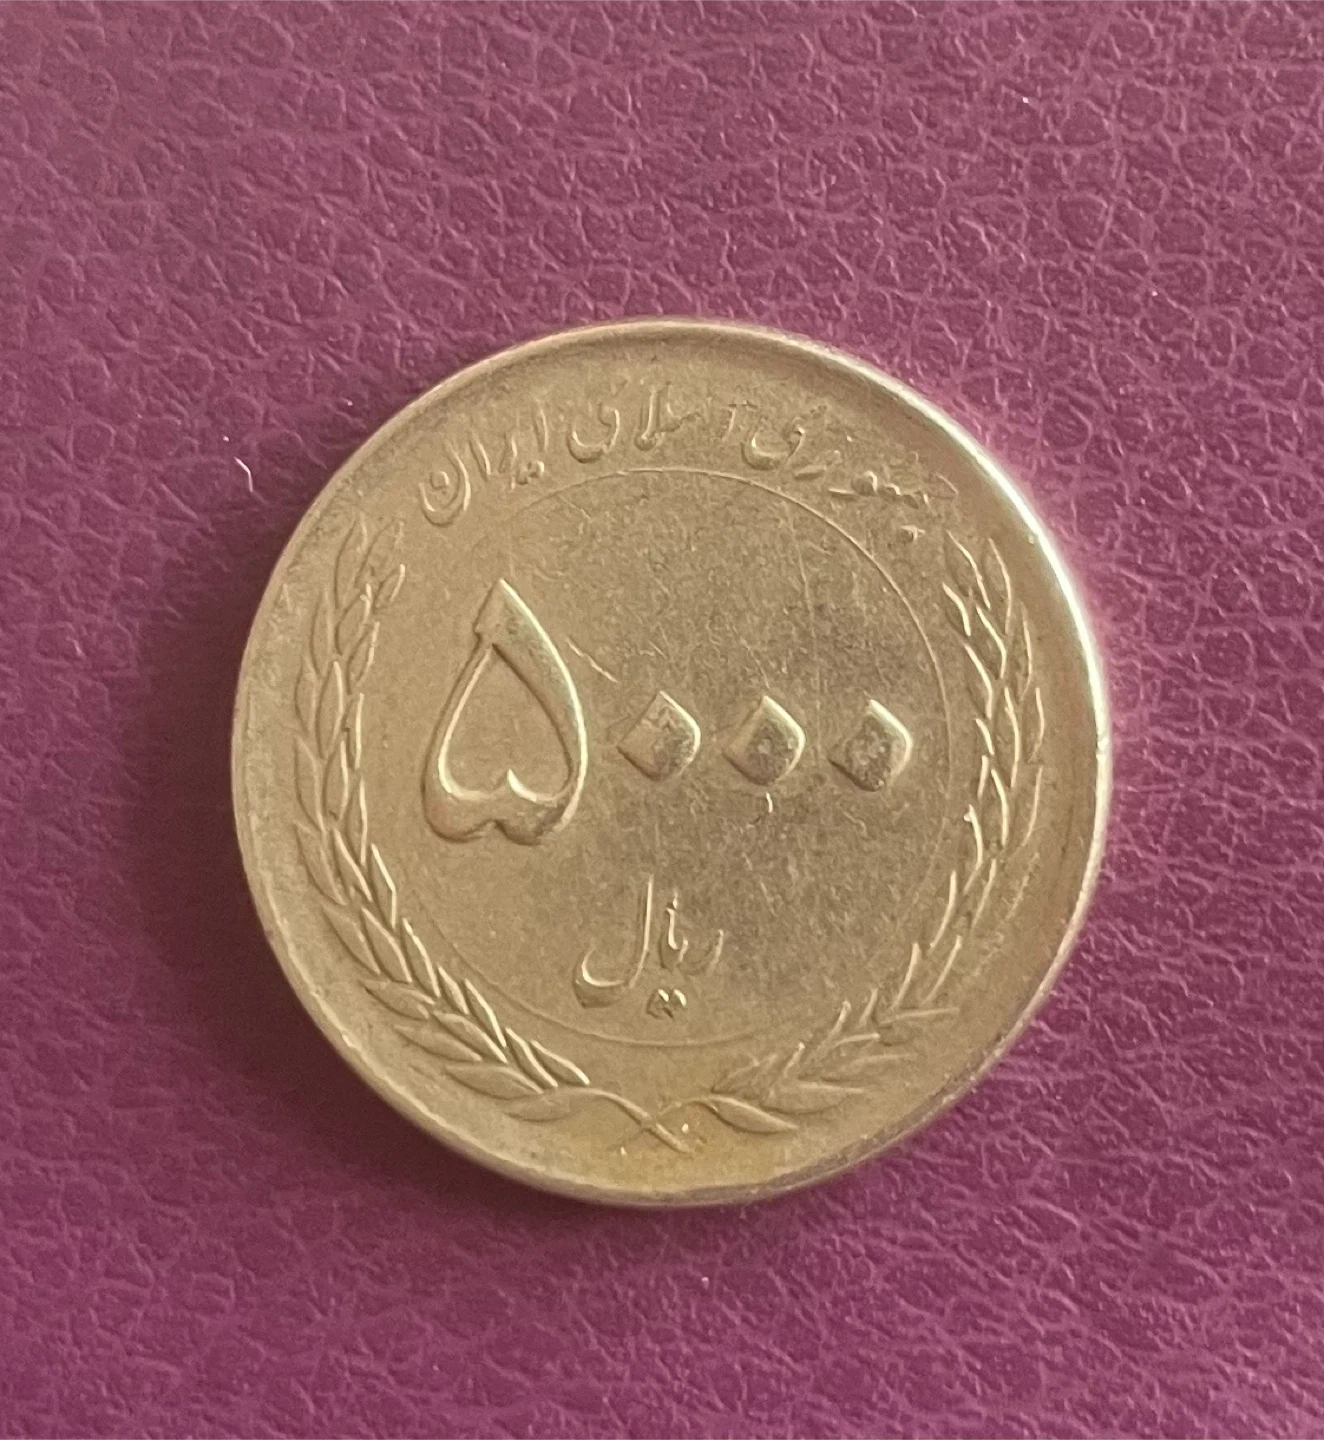 جمهوری اسلامی ایران
۵۰۰۰
ریال